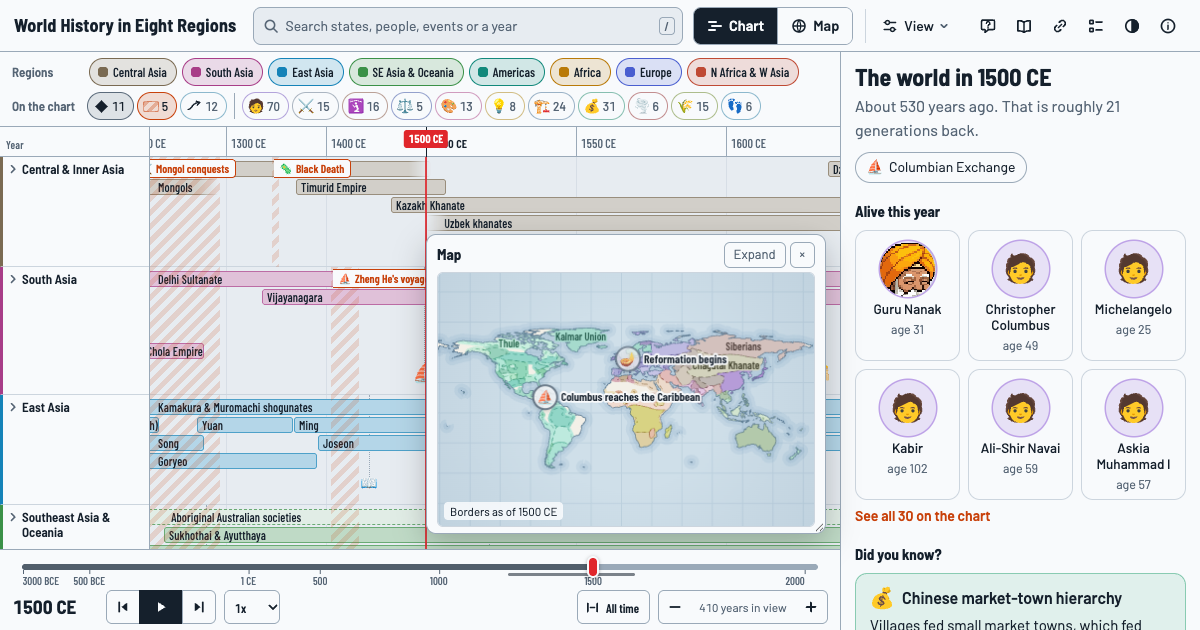 World History in Eight Regions
Search states, people, events or a year
/
Chart
Map
View
Regions
Central Asia
South Asia
East Asia
SE Asia & Oceania
Americas
Africa
Europe
N Africa & W Asia
On the chart
11
5
12
70
15
16
5
13
8
24
31
6
15
6
Year
CE
1300 CE
1400 CE
1500 CE
0 CE
1550 CE
1600 CE
Central & Inner Asia
Mongol conquests
Black Death
Mongols
Timurid Empire
Kazakh Khanate
Uzbek khanates
South Asia
Delhi Sultanate
Zheng He's voyag
Vijayanagara
Chola Empire
East Asia
Kamakura & Muromachi shogunates
h)
Yuan
Ming
Song
Joseon
Goryeo
Southeast Asia &
Oceania
Aboriginal Australian societies
Sukhothai & Ayutthaya
Map
Expand
×
Thule
Kalmar Union
Siberians
Reformation begins
Khanate
Columbus reaches the Caribbean
Borders as of 1500 CE
3000 BCE
500 BCE
1 CE
500
1000
1500
2000
1500 CE
1x
All time
410 years in view
The world in 1500 CE
About 530 years ago. That is roughly 21
generations back.
Columbian Exchange
Alive this year
Guru Nanak
age 31
Christopher
Columbus
age 49
Michelangelo
age 25
Kabir
age 102
Ali-Shir Navai
age 59
Askia
Muhammad I
age 57
See all 30 on the chart
Did you know?
Chinese market-town hierarchy
Villages fed small market towns, which fed